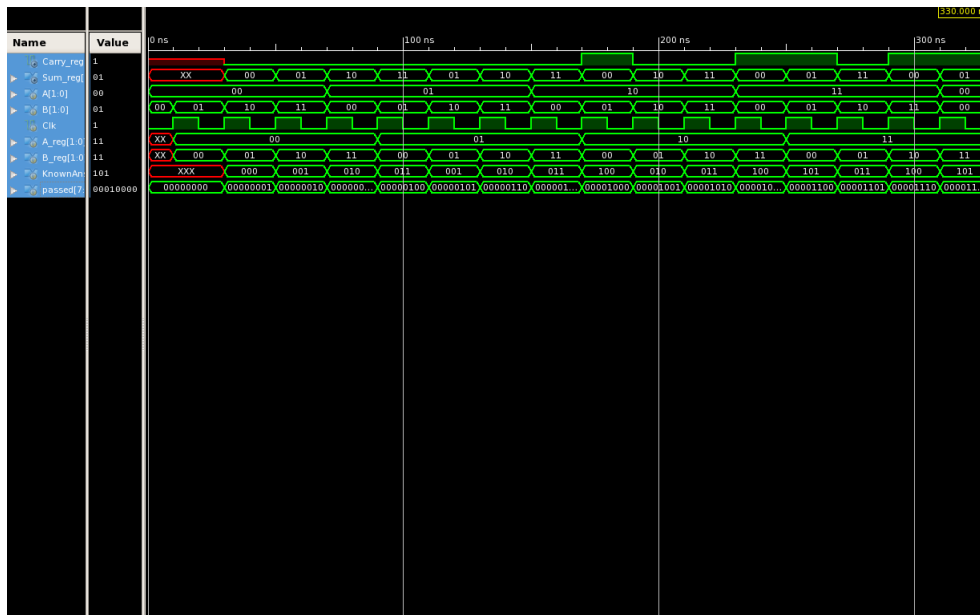 330.000 n
Name Value 0 ns 100 ns 200 ns 300 ns
Carry_reg 1
Sum_reg[ 01 XX 00 01 10 11 01 10 11 00 10 11 00 01 11 00 01
A[1:0] 00 00 01 10 11 00
B[1:0] 01 00 01 10 11 00 01 10 11 00 01 10 11 00 01 10 11 00
Clk 1
A_reg[1:0] 11 XX 00 01 10 11
B_reg[1:0 11 XX 00 01 10 11 00 01 10 11 00 01 10 11 00 01 10 11
KnownAns 101 XXX 000 001 010 011 001 010 011 100 010 011 100 101 011 100 101
passed[7: 00010000 00000000 00000001 00000010 000000... 00000100 00000101 00000110 000001... 00001000 00001001 00001010 000010... 00001100 00001101 00001110 000011...